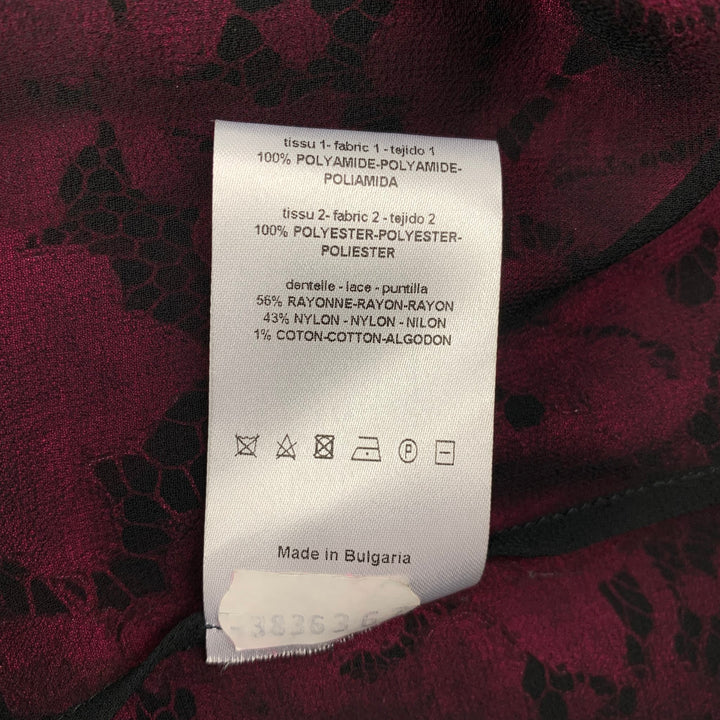 tissu 1- fabric 1 - tejido 1
100% POLYAMIDE-POLYAMIDE-
POLIAMIDA
tissu 2- fabric 2 - tejido 2
100% POLYESTER-POLYESTER-
POLIESTER
dentelle - lace - puntilla
56% RAYONNE-RAYON-RAYON
43% NYLON - NYLON - NILON
1% COTON-COTTON-ALGODON
P
Made in Bulgaria